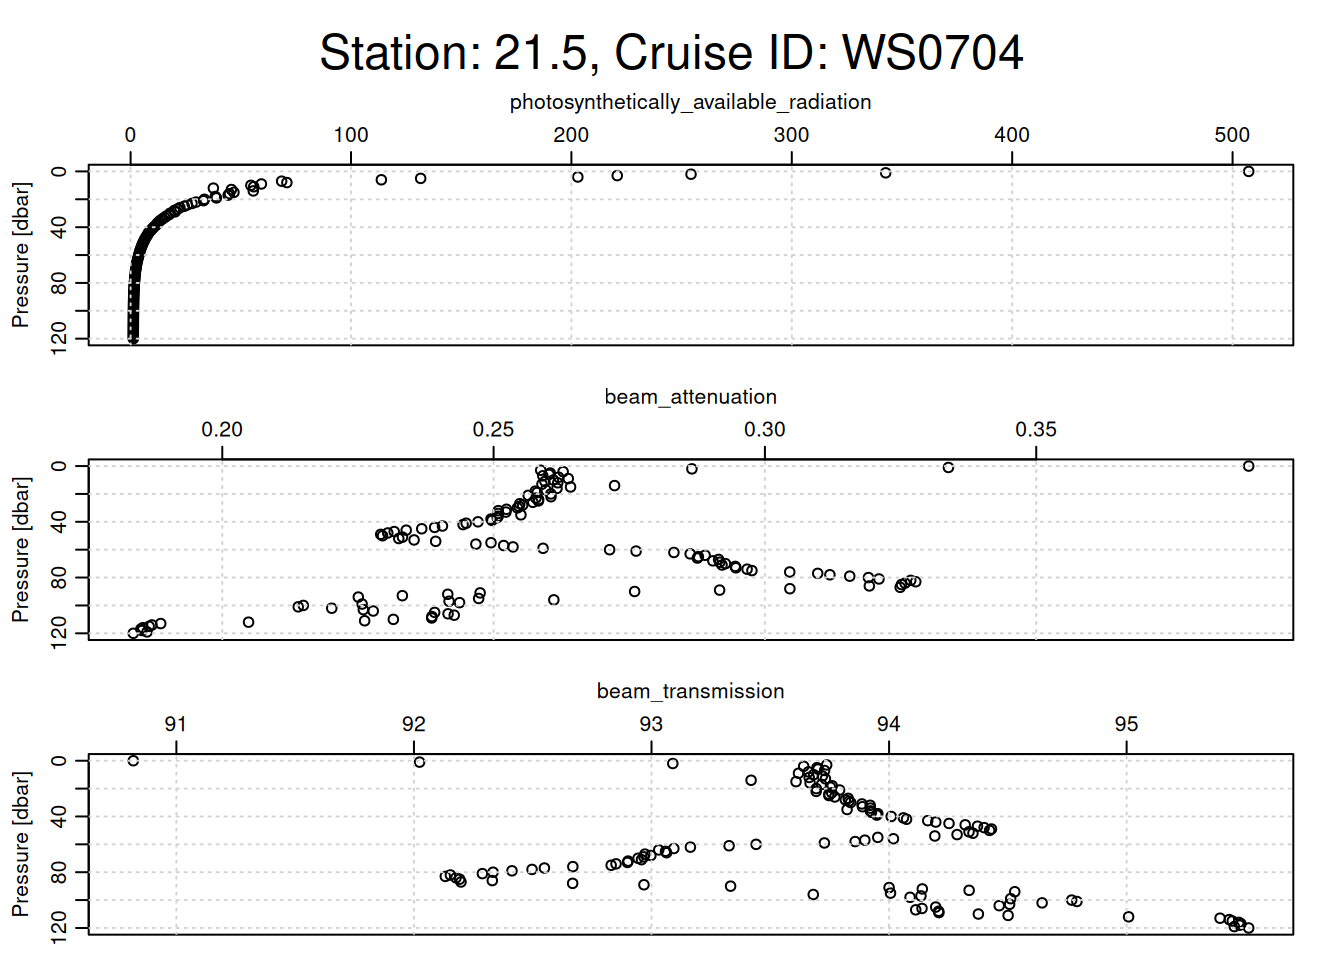 Station: 21.5, Cruise ID: WS0704
photosynthetically_available_radiation
0 100 200 300 400 500
Pressure [dbar]
0 40 80 120
beam_attenuation
0.20 0.25 0.30 0.35
Pressure [dbar]
0 40 80 120
beam_transmission
91 92 93 94 95
Pressure [dbar]
0 40 80 120